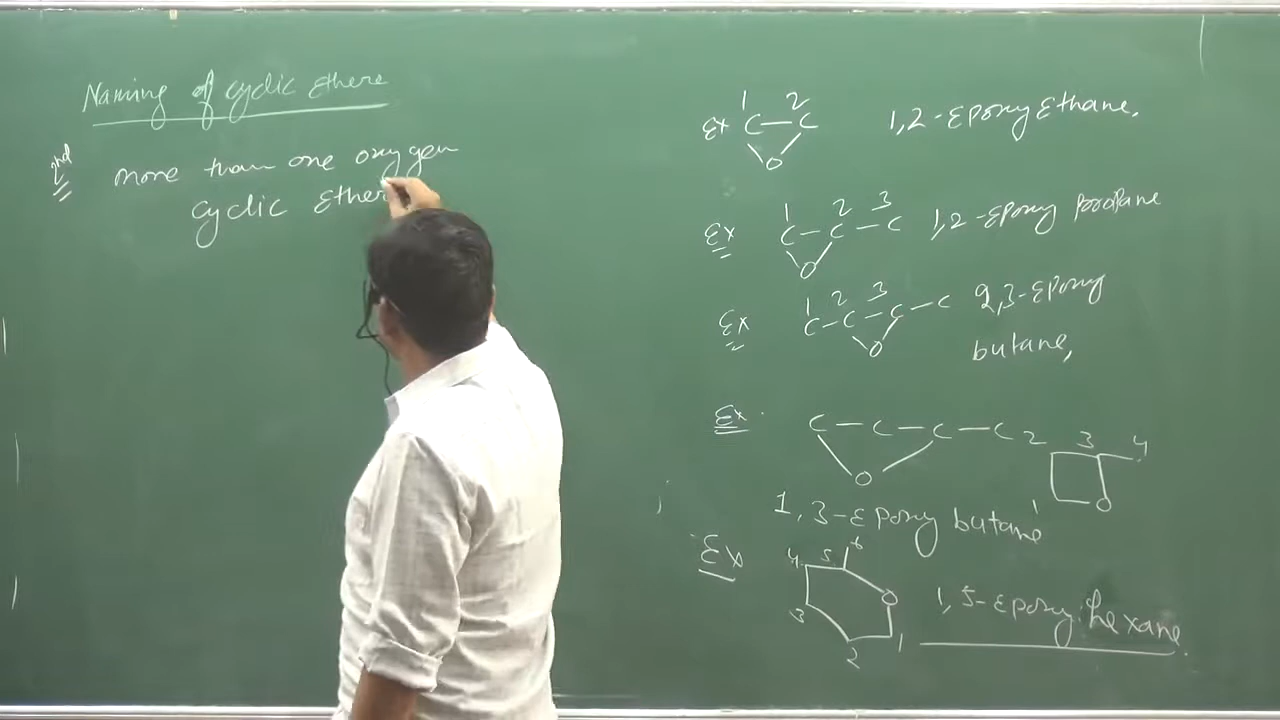 Naming of cyclic Ethere
2nd more than one oxygen
cyclic Ether
Ex 1 2
C — C 1,2-Epoxy Ethane,
O
Ex 1 2 3
C – C – C 1,2-Epoxy propane
O
Ex 1 2 3
C – C – C – C 2,3-Epoxy
O butane,
Ex C — C — C — C
O
2 3 4
1 O
1,3-Epoxy butane
Ex 4 5 6
3 O 1,5-Epoxy hexane
2 1